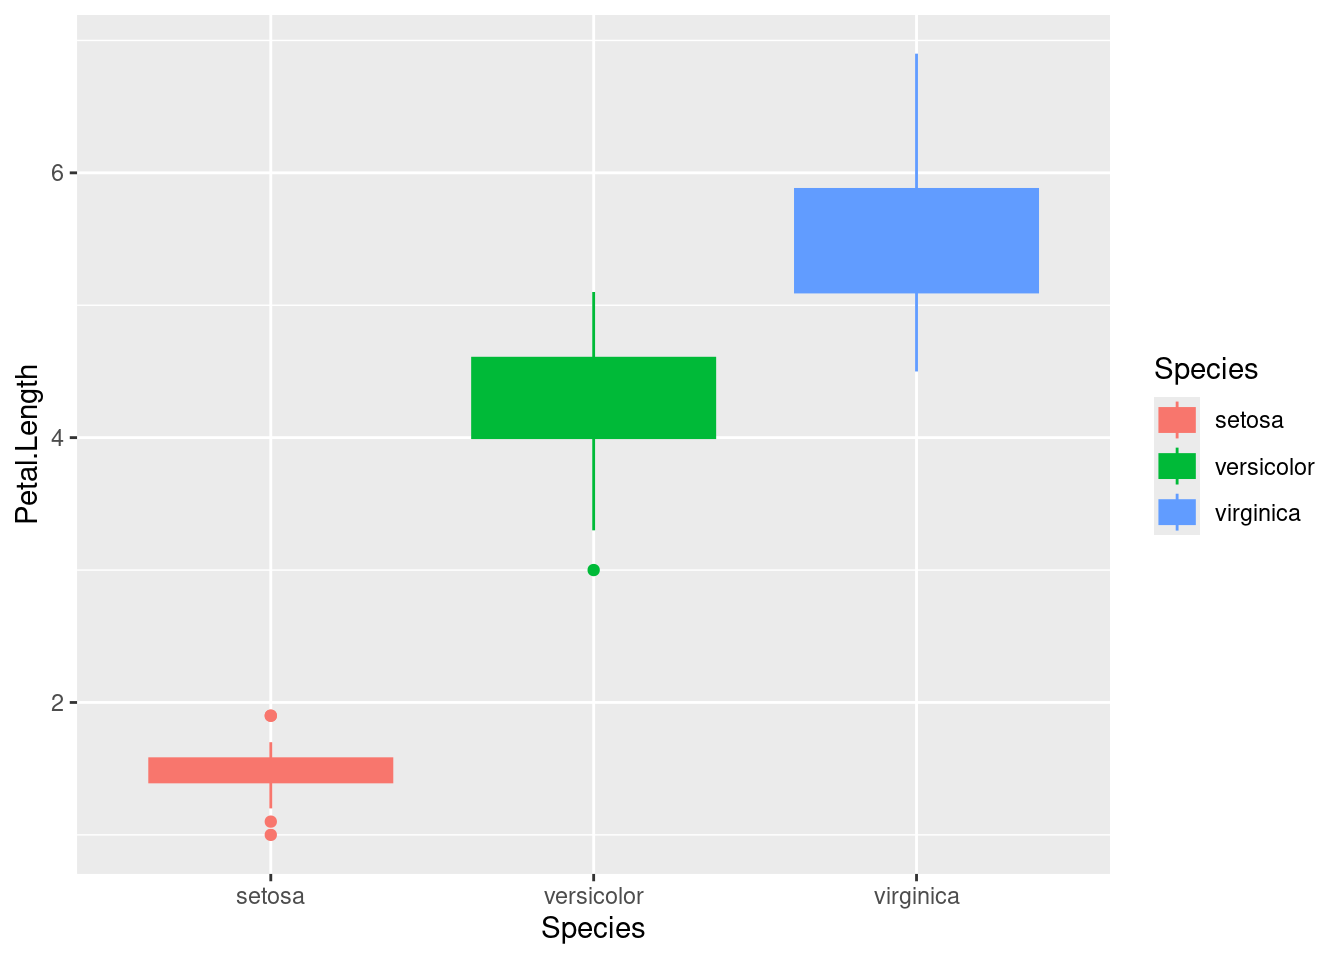 Petal.Length
6
4
2
setosa
versicolor
virginica
Species
Species
setosa
versicolor
virginica